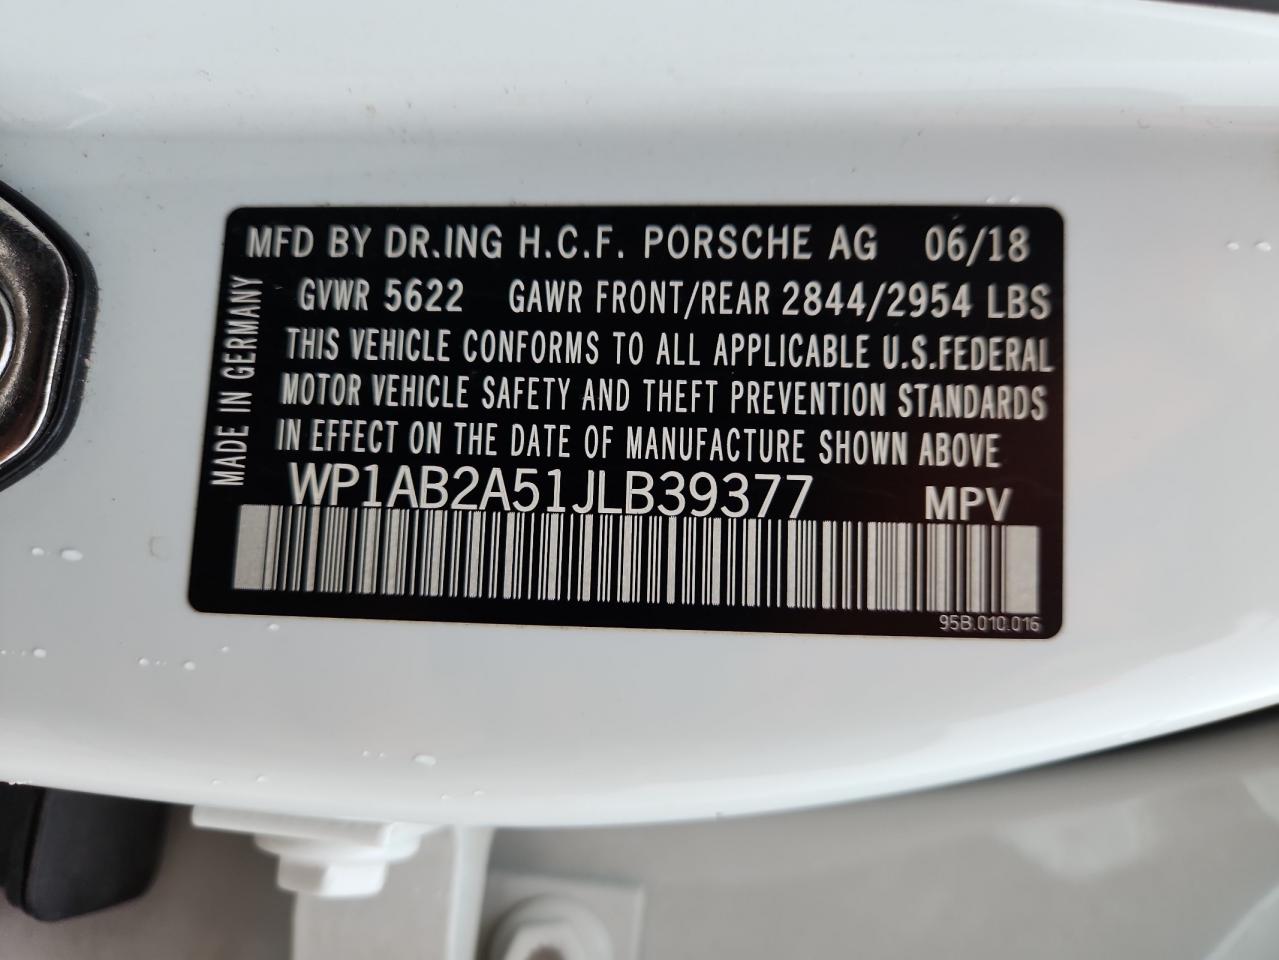 MFD BY DR.ING H.C.F. PORSCHE AG 06/18
GVWR 5622 GAWR FRONT/REAR 2844/2954 LBS
THIS VEHICLE CONFORMS TO ALL APPLICABLE U.S.FEDERAL
MOTOR VEHICLE SAFETY AND THEFT PREVENTION STANDARDS
IN EFFECT ON THE DATE OF MANUFACTURE SHOWN ABOVE
WP1AB2A51JLB39377 MPV
95B.010.016
MADE IN GERMANY